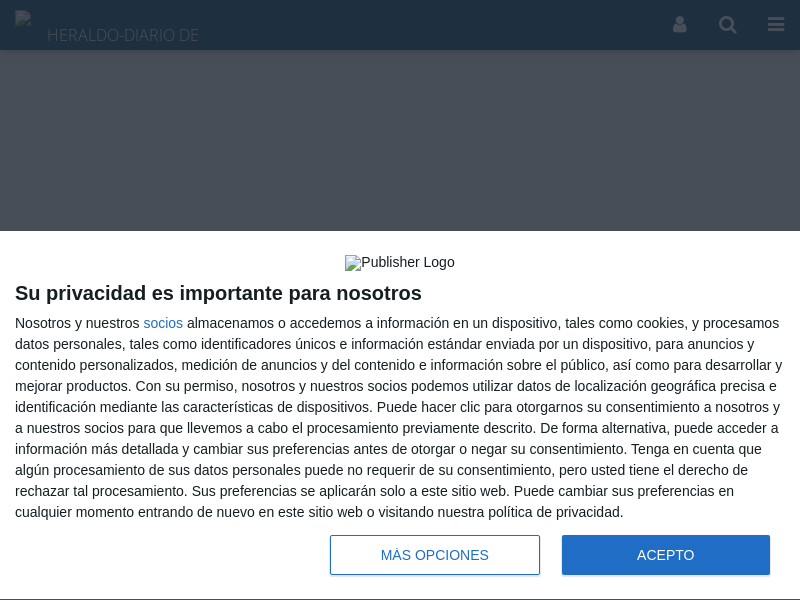 HERALDO-DIARIO DE
Publisher Logo
Su privacidad es importante para nosotros
Nosotros y nuestros socios almacenamos o accedemos a información en un dispositivo, tales como cookies, y procesamos
datos personales, tales como identificadores únicos e información estándar enviada por un dispositivo, para anuncios y
contenido personalizados, medición de anuncios y del contenido e información sobre el público, así como para desarrollar y
mejorar productos. Con su permiso, nosotros y nuestros socios podemos utilizar datos de localización geográfica precisa e
identificación mediante las características de dispositivos. Puede hacer clic para otorgarnos su consentimiento a nosotros y
a nuestros socios para que llevemos a cabo el procesamiento previamente descrito. De forma alternativa, puede acceder a
información más detallada y cambiar sus preferencias antes de otorgar o negar su consentimiento. Tenga en cuenta que
algún procesamiento de sus datos personales puede no requerir de su consentimiento, pero usted tiene el derecho de
rechazar tal procesamiento. Sus preferencias se aplicarán solo a este sitio web. Puede cambiar sus preferencias en
cualquier momento entrando de nuevo en este sitio web o visitando nuestra política de privacidad.
MÁS OPCIONES
ACEPTO